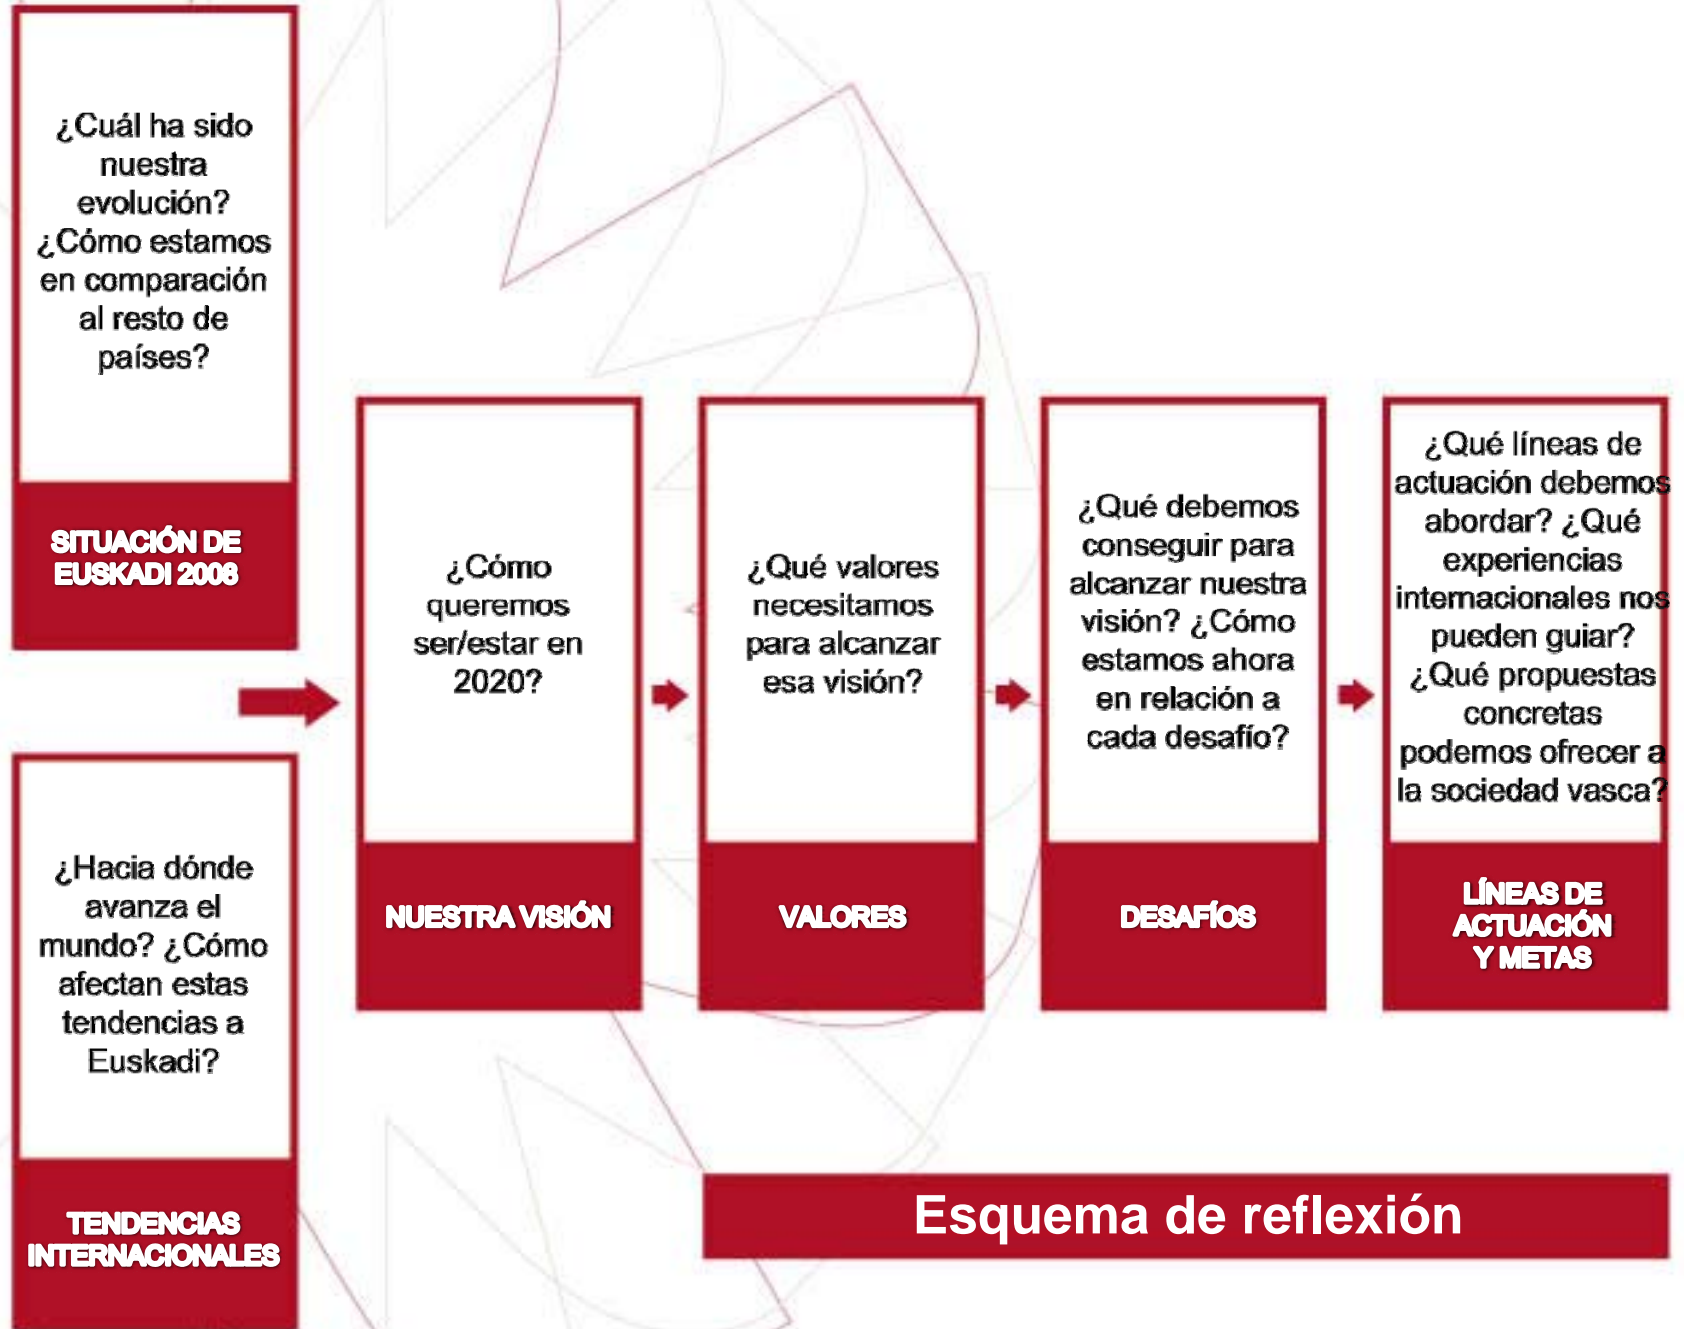 ¿Cuál ha sido
nuestra
evolución?
¿Cómo estamos
en comparación
al resto de
países?
SITUACIÓN DE
EUSKADI 2008
¿Hacia dónde
avanza el
mundo? ¿Cómo
afectan estas
tendencias a
Euskadi?
TENDENCIAS
INTERNACIONALES
¿Cómo
queremos
ser/estar en
2020?
NUESTRA VISIÓN
¿Qué valores
necesitamos
para alcanzar
esa visión?
VALORES
¿Qué debemos
conseguir para
alcanzar nuestra
visión? ¿Cómo
estamos ahora
en relación a
cada desafío?
DESAFÍOS
¿Qué líneas de
actuación debemos
abordar? ¿Qué
experiencias
internacionales nos
pueden guiar?
¿Qué propuestas
concretas
podemos ofrecer a
la sociedad vasca?
LÍNEAS DE
ACTUACIÓN
Y METAS
Esquema de reflexión